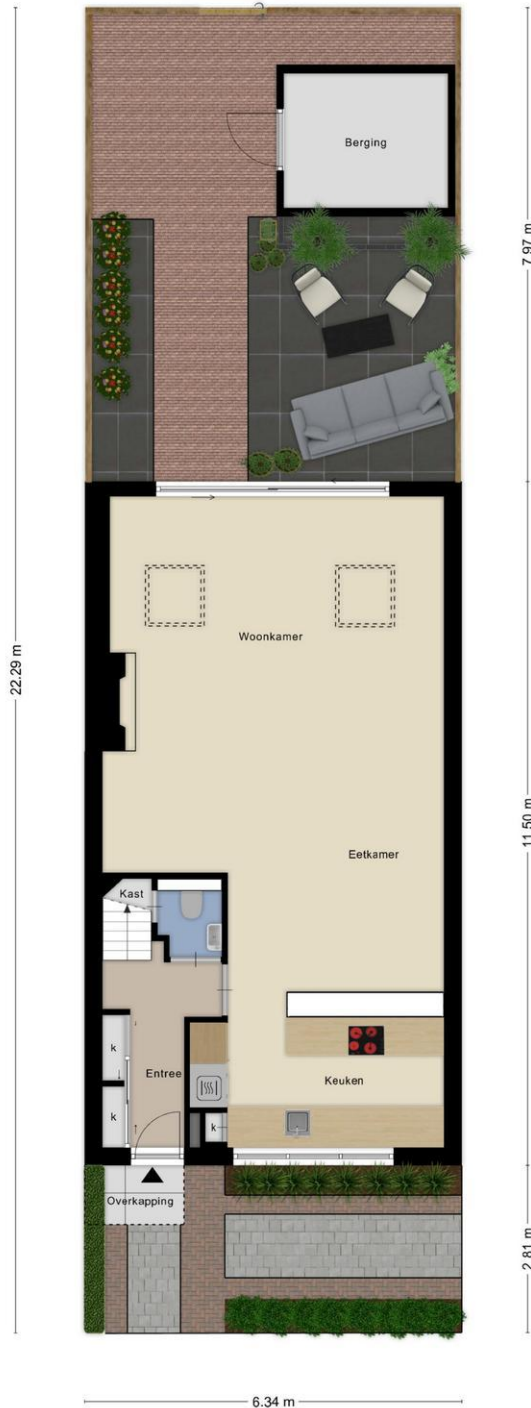 Berging
7.97 m
Woonkamer
22.29 m
11.50 m
Eetkamer
Kast
k
Entree
Keuken
k
k
Overkapping
2.81 m
6.34 m